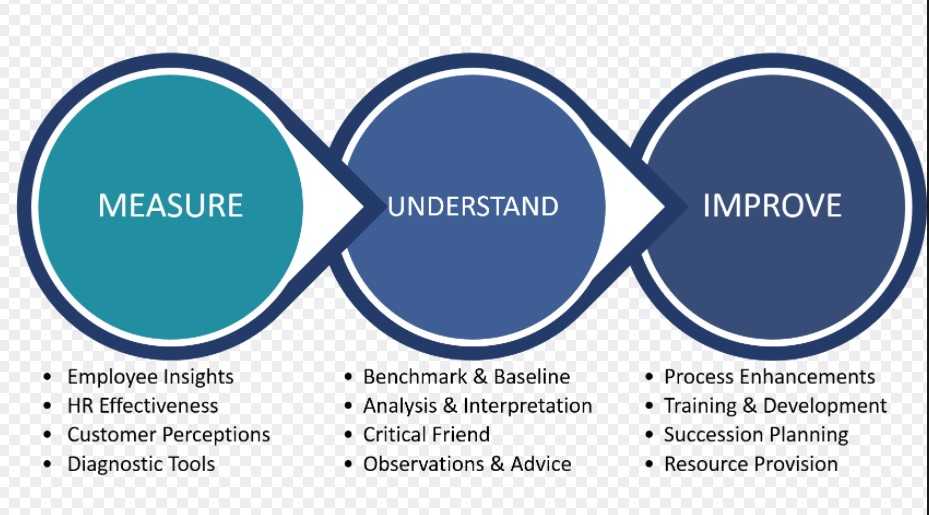 MEASURE
UNDERSTAND
IMPROVE
• Employee Insights
• HR Effectiveness
• Customer Perceptions
• Diagnostic Tools
• Benchmark & Baseline
• Analysis & Interpretation
• Critical Friend
• Observations & Advice
• Process Enhancements
• Training & Development
• Succession Planning
• Resource Provision